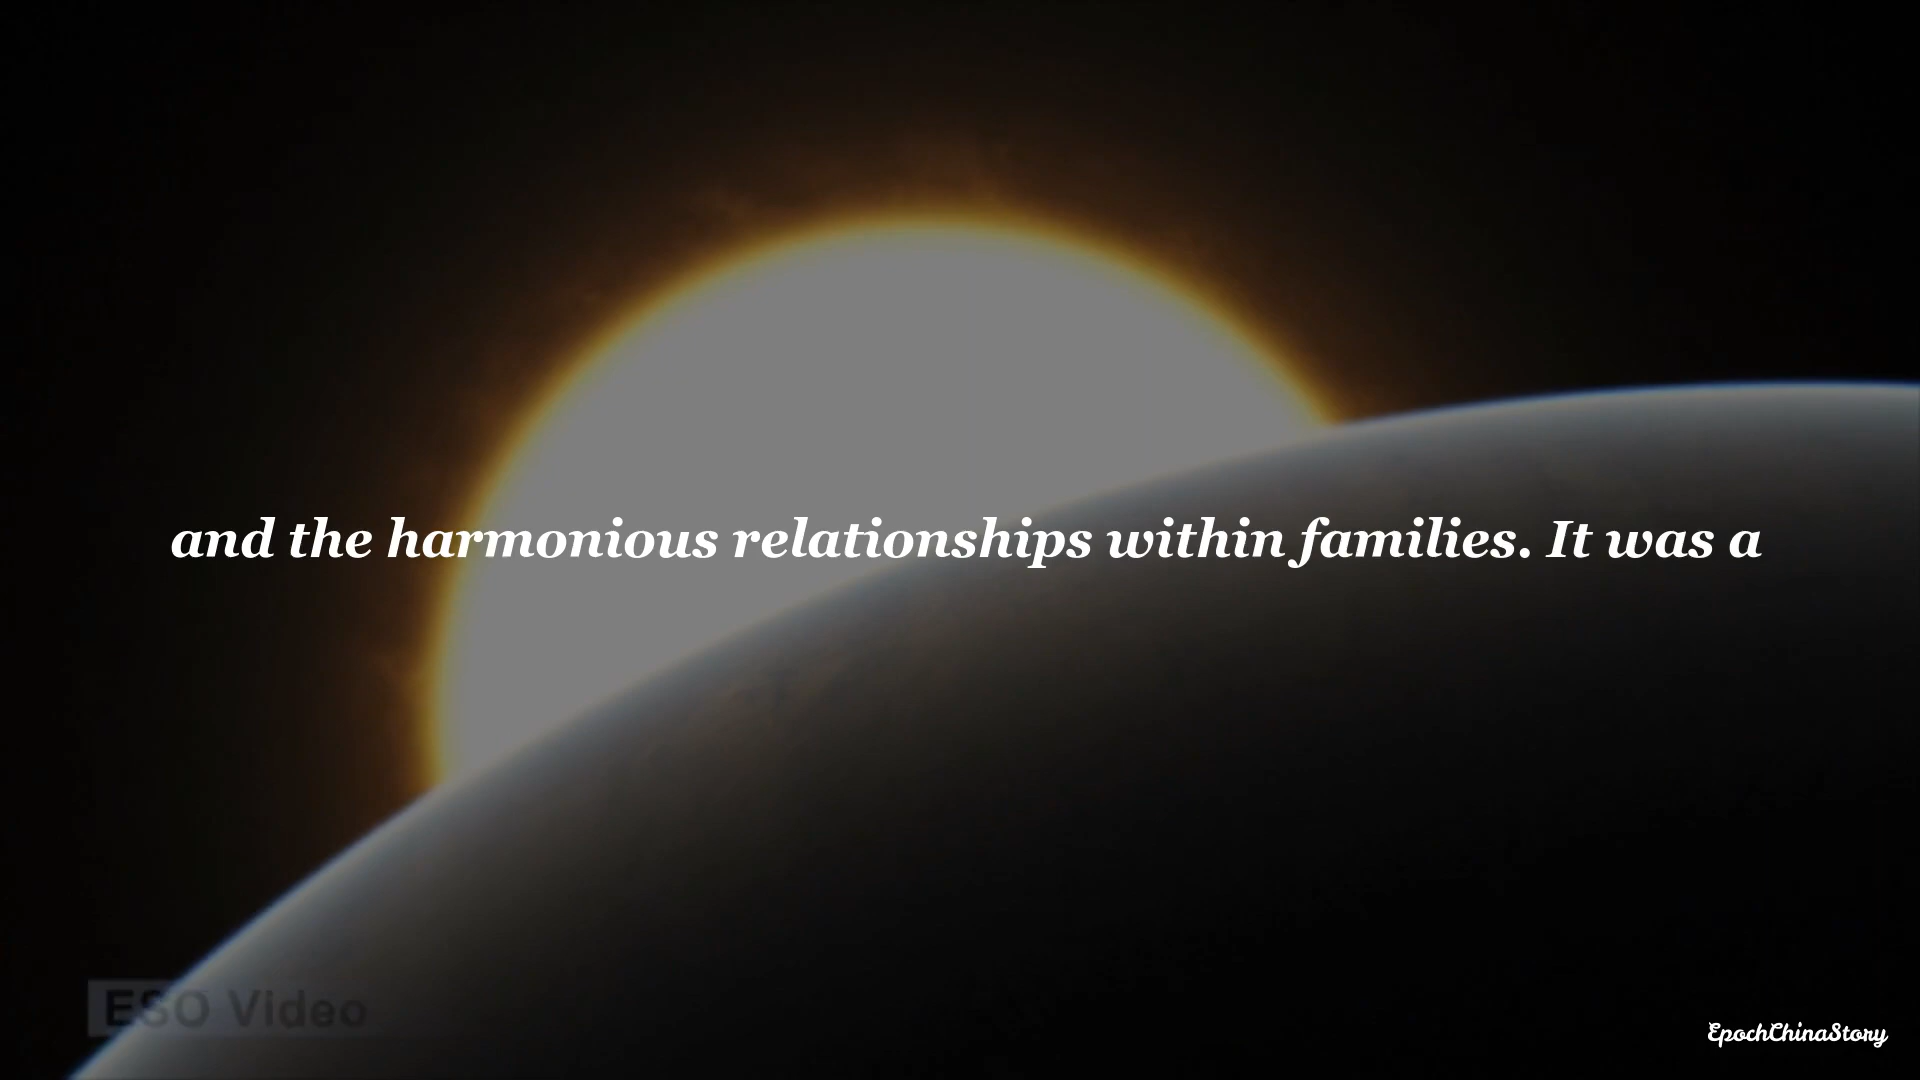 and the harmonious relationships within families. It was a
ESO Video
EpochChinaStory